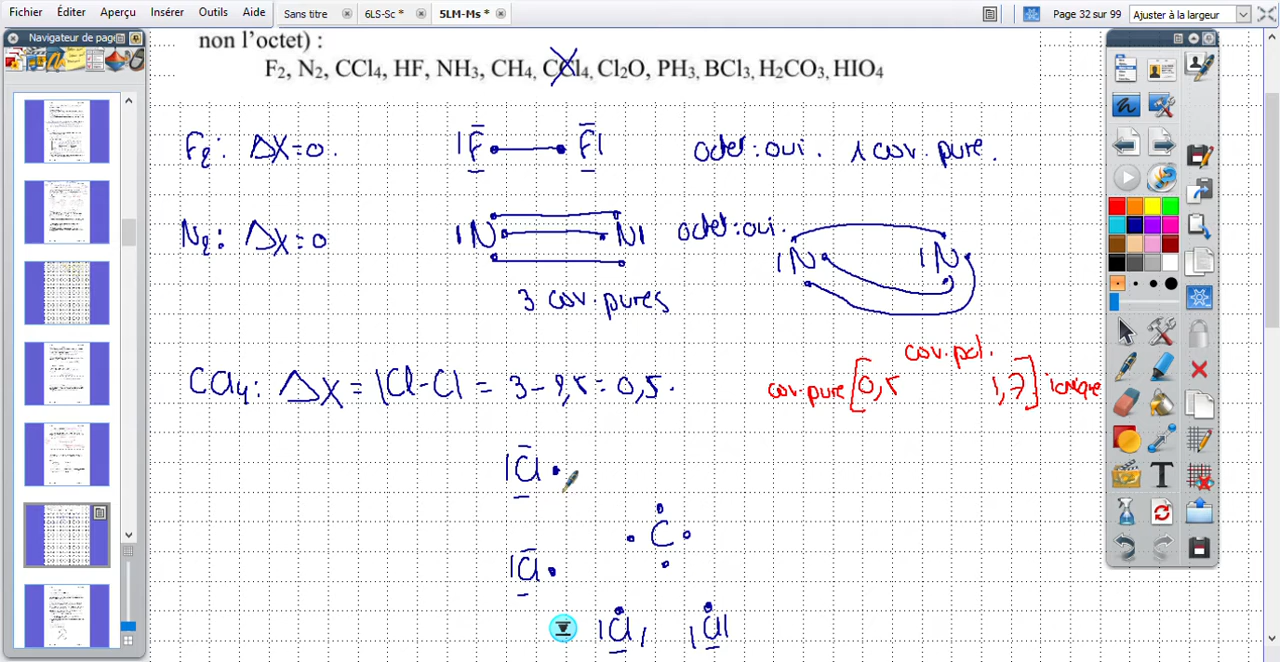 Fichier Éditer Aperçu Insérer Outils Aide
Sans titre 6LS-Sc * 5LM-Ms * Page 32 sur 99 Ajuster à la largeur
Navigateur de page
non l’octet) :
F2, N2, CCl4, HF, NH3, CH4, CCl4, Cl2O, PH3, BCl3, H2CO3, HIO4
F2: ΔX=0. |F F| octet: oui. 1 cov. pure.
N2: ΔX=0 |N N| octet: oui.
|N |N
3 cov. pures
cov. pol.
CCl4: ΔX = |Cl-C| = 3-2,5 = 0,5. cov. pure [0,5 1,7] ionique
|Cl •
• C •
|Cl •
|Cl| |Cl|